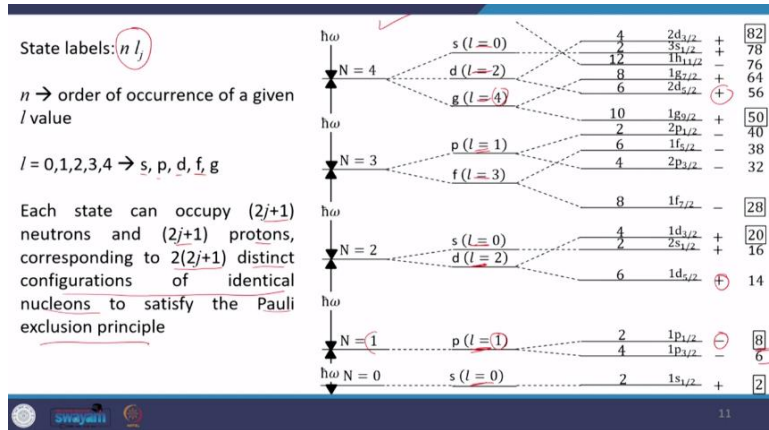 State labels: n lj
n → order of occurrence of a given
l value
l = 0,1,2,3,4 → s, p, d, f, g
Each state can occupy (2j+1)
neutrons and (2j+1) protons,
corresponding to 2(2j+1) distinct
configurations of identical
nucleons to satisfy the Pauli
exclusion principle
ħω
s (l = 0)
N = 4
d (l = 2)
g (l = 4)
ħω
p (l = 1)
N = 3
f (l = 3)
ħω
s (l = 0)
N = 2
d (l = 2)
ħω
N = 1
p (l = 1)
ħω N = 0
s (l = 0)
4 2d3/2 + 82
2 3s1/2 + 78
12 1h11/2 − 76
8 1g7/2 + 64
6 2d5/2 + 56
10 1g9/2 + 50
2 2p1/2 − 40
6 1f5/2 − 38
4 2p3/2 − 32
8 1f7/2 − 28
4 1d3/2 + 20
2 2s1/2 + 16
6 1d5/2 + 14
2 1p1/2 − 8
4 1p3/2 − 6
2 1s1/2 + 2
swayam
11